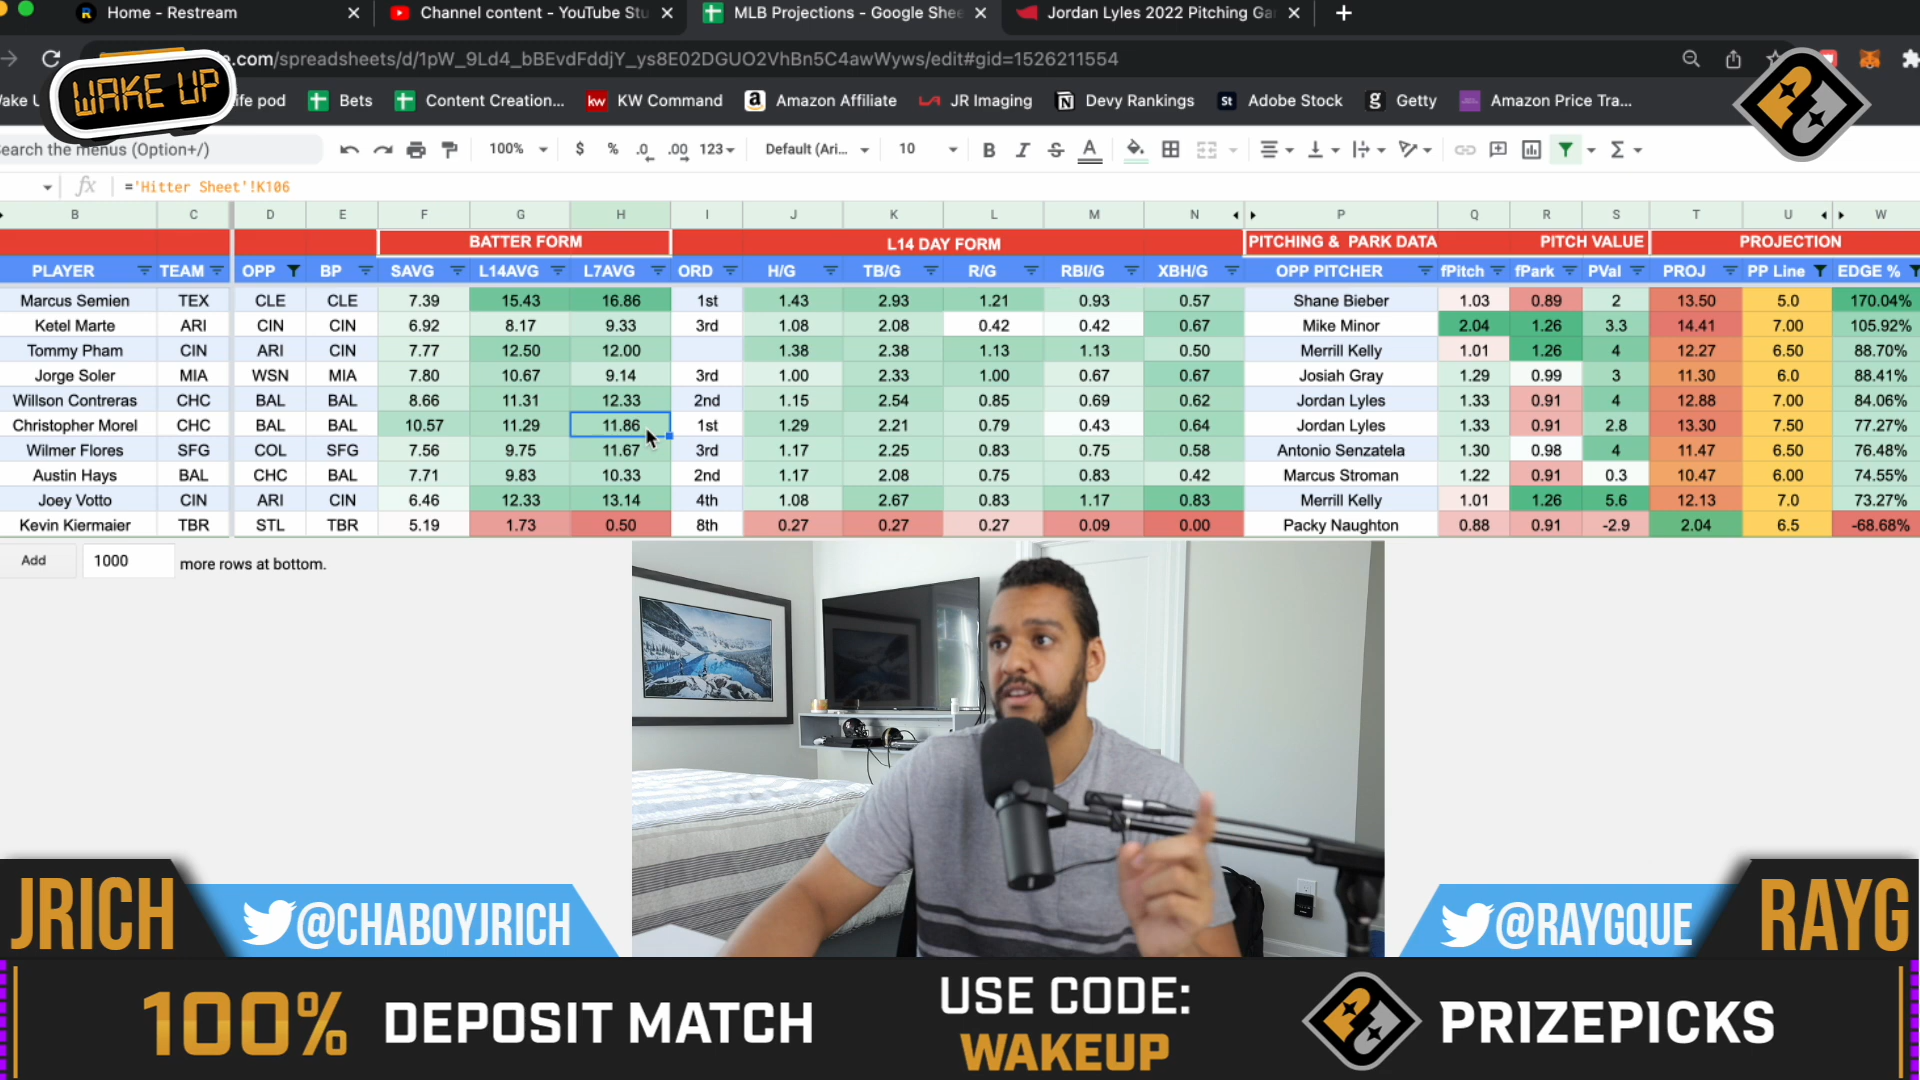 Home - Restream
Channel content - YouTube Stu
MLB Projections - Google Shee
Jordan Lyles 2022 Pitching Ga
e.com/spreadsheets/d/1pW_9Ld4_bBEvdFddjY_ys8E02DGUO2VhBn5C4awWyws/edit#gid=1526211554
WAKE UP
ake U
ife pod
Bets
Content Creation...
kw KW Command
a Amazon Affiliate
JR Imaging
Devy Rankings
St Adobe Stock
g Getty
Amazon Price Tra...
earch the menus (Option+/)
100%
$ % .0 .00 123
Default (Ari...
10
B I S A
Σ
fx ='Hitter Sheet'!K106
B C D E F G H I J K L M N P Q R S T U W
BATTER FORM L14 DAY FORM PITCHING & PARK DATA PITCH VALUE PROJECTION
PLAYER TEAM OPP BP SAVG L14AVG L7AVG ORD H/G TB/G R/G RBI/G XBH/G OPP PITCHER fPitch fPark PVal PROJ PP Line EDGE %
Marcus Semien TEX CLE CLE 7.39 15.43 16.86 1st 1.43 2.93 1.21 0.93 0.57 Shane Bieber 1.03 0.89 2 13.50 5.0 170.04%
Ketel Marte ARI CIN CIN 6.92 8.17 9.33 3rd 1.08 2.08 0.42 0.42 0.67 Mike Minor 2.04 1.26 3.3 14.41 7.00 105.92%
Tommy Pham CIN ARI CIN 7.77 12.50 12.00 1.38 2.38 1.13 1.13 0.50 Merrill Kelly 1.01 1.26 4 12.27 6.50 88.70%
Jorge Soler MIA WSN MIA 7.80 10.67 9.14 3rd 1.00 2.33 1.00 0.67 0.67 Josiah Gray 1.29 0.99 3 11.30 6.0 88.41%
Willson Contreras CHC BAL BAL 8.66 11.31 12.33 2nd 1.15 2.54 0.85 0.69 0.62 Jordan Lyles 1.33 0.91 4 12.88 7.00 84.06%
Christopher Morel CHC BAL BAL 10.57 11.29 11.86 1st 1.29 2.21 0.79 0.43 0.64 Jordan Lyles 1.33 0.91 2.8 13.30 7.50 77.27%
Wilmer Flores SFG COL SFG 7.56 9.75 11.67 3rd 1.17 2.25 0.83 0.75 0.58 Antonio Senzatela 1.30 0.98 4 11.47 6.50 76.48%
Austin Hays BAL CHC BAL 7.71 9.83 10.33 2nd 1.17 2.08 0.75 0.83 0.42 Marcus Stroman 1.22 0.91 0.3 10.47 6.00 74.55%
Joey Votto CIN ARI CIN 6.46 12.33 13.14 4th 1.08 2.67 0.83 1.17 0.83 Merrill Kelly 1.01 1.26 5.6 12.13 7.0 73.27%
Kevin Kiermaier TBR STL TBR 5.19 1.73 0.50 8th 0.27 0.27 0.27 0.09 0.00 Packy Naughton 0.88 0.91 -2.9 2.04 6.5 -68.68%
Add 1000 more rows at bottom.
JRICH
@CHABOYJRICH
@RAYGQUE
RAYG
100% DEPOSIT MATCH
USE CODE:
WAKEUP
PRIZEPICKS